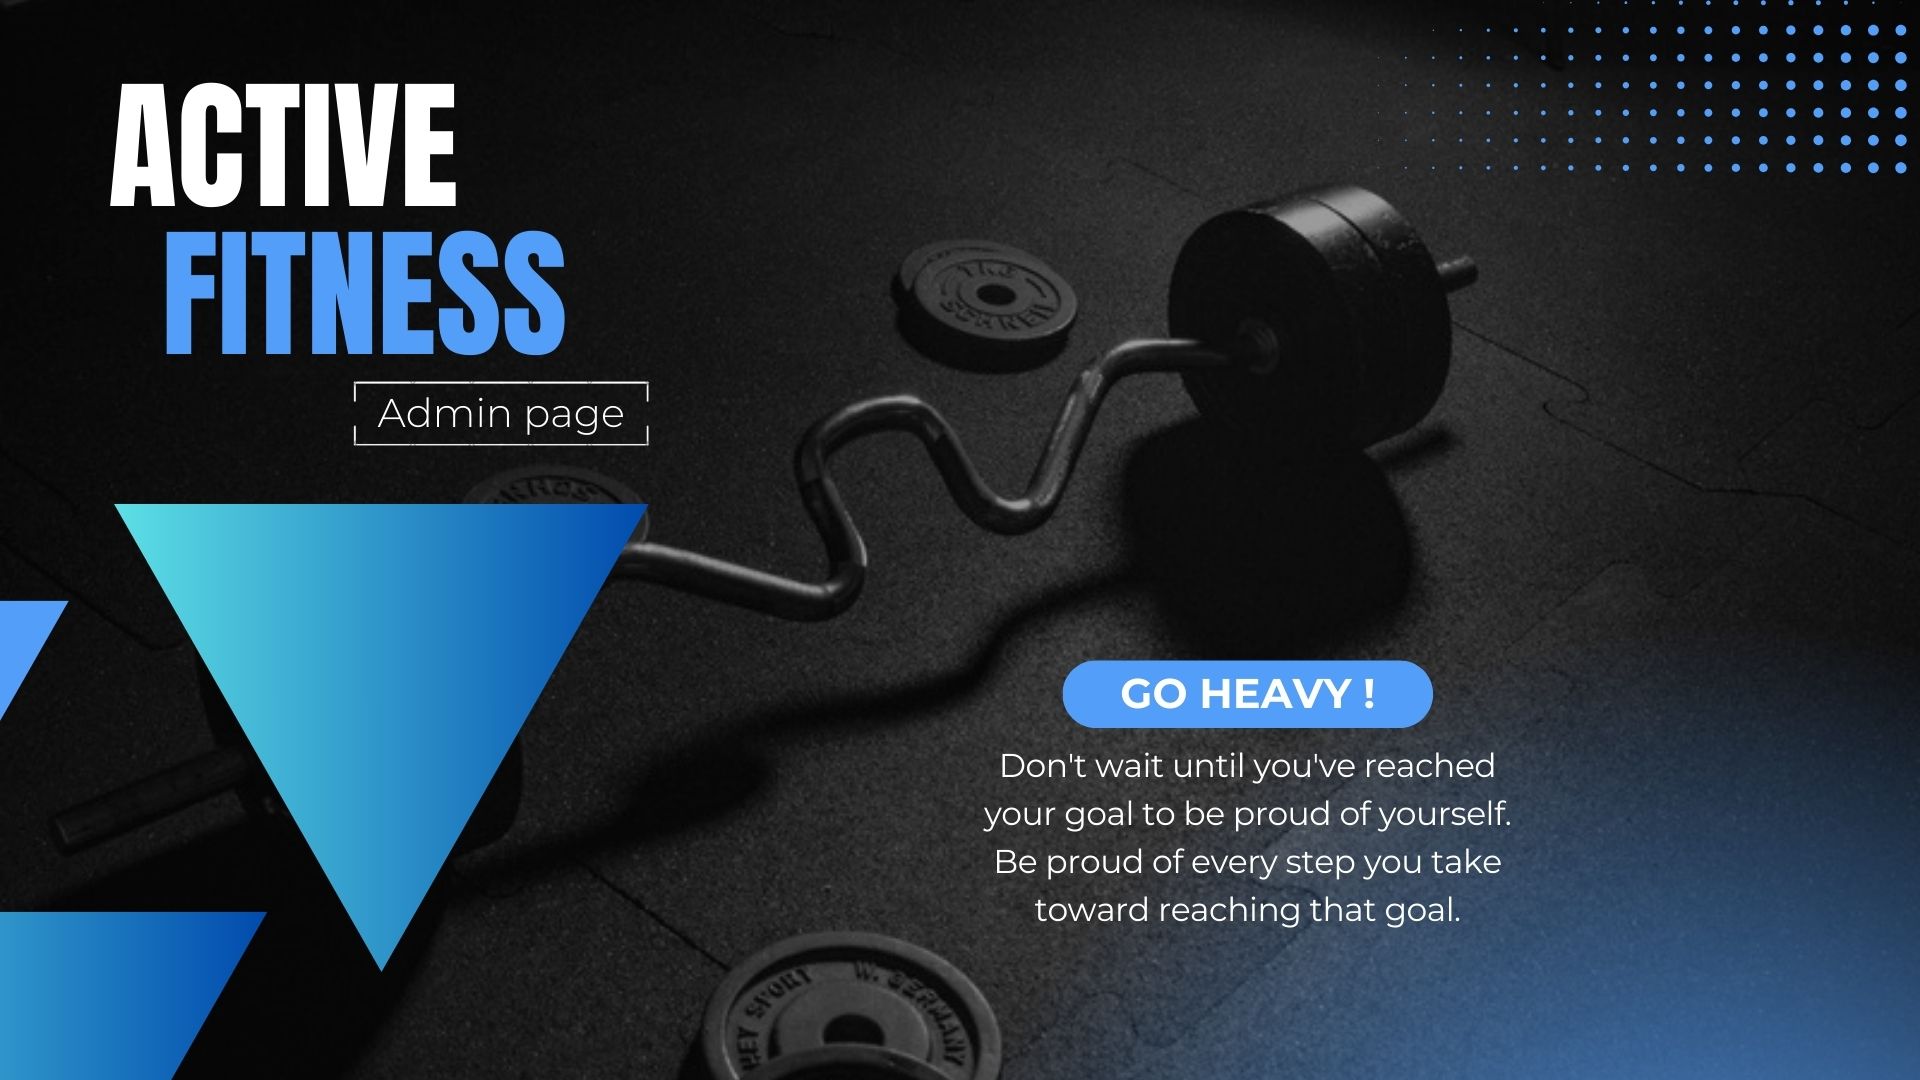 ACTIVE
FITNESS
Admin page
GO HEAVY !
Don't wait until you've reached
your goal to be proud of yourself.
Be proud of every step you take
toward reaching that goal.
W. GERMANY